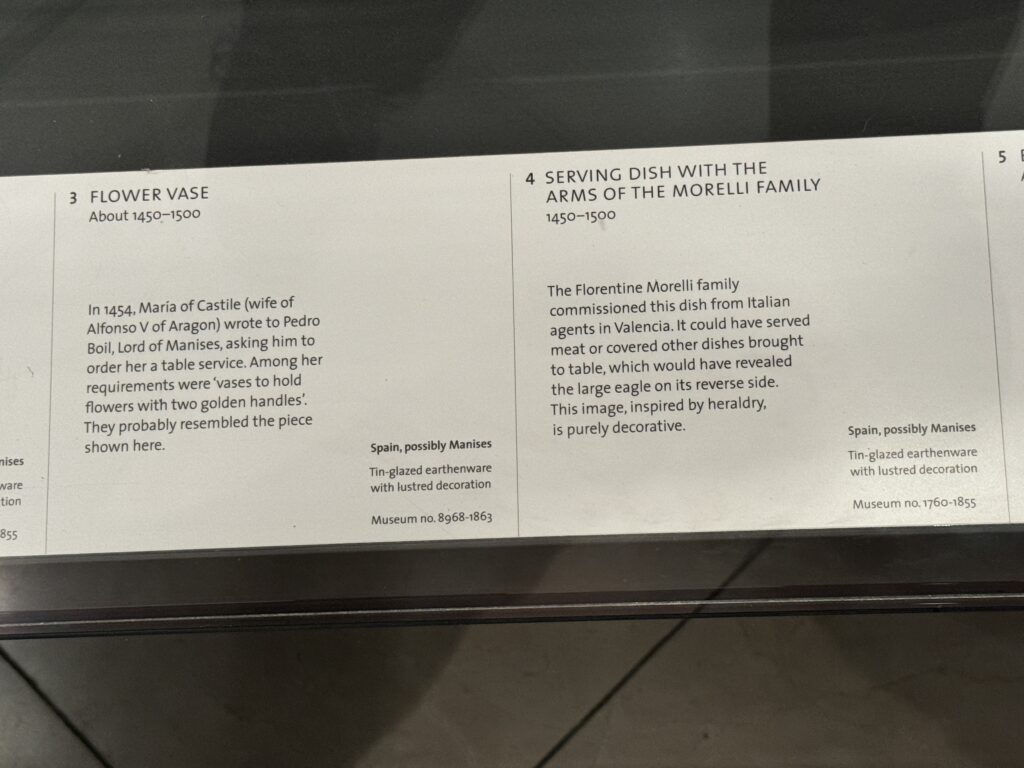 3 FLOWER VASE
About 1450–1500
In 1454, María of Castile (wife of
Alfonso V of Aragon) wrote to Pedro
Boil, Lord of Manises, asking him to
order her a table service. Among her
requirements were ‘vases to hold
flowers with two golden handles’.
They probably resembled the piece
shown here.
Spain, possibly Manises
Tin-glazed earthenware
with lustred decoration
Museum no. 8968-1863
4 SERVING DISH WITH THE
ARMS OF THE MORELLI FAMILY
1450–1500
The Florentine Morelli family
commissioned this dish from Italian
agents in Valencia. It could have served
meat or covered other dishes brought
to table, which would have revealed
the large eagle on its reverse side.
This image, inspired by heraldry,
is purely decorative.
Spain, possibly Manises
Tin-glazed earthenware
with lustred decoration
Museum no. 1760-1855
5